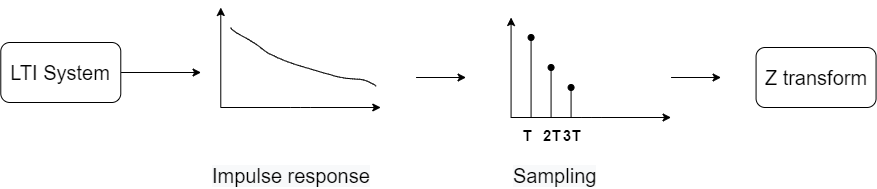 LTI System
Z transform
T 2T 3T
Impulse response
Sampling